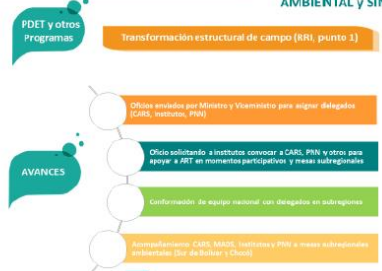 AMBIENTAL y SIN
PDET y otros
Programas
Transformación estructural de campo (RRI, punto 1)
Oficios enviados por Ministro y Viceministro para asignar delegados
(CARS, Institutos, PNN)
Oficio solicitando a institutos convocar a CARS, PNN y otros para
apoyar a ART en momentos participativos y mesas subregionales
AVANCES
Conformación de equipo nacional con delegados en subregiones
Acompañamiento CARS, MADS, Institutos y PNN a mesas subregionales
ambientales (Sur de Bolívar y Chocó)